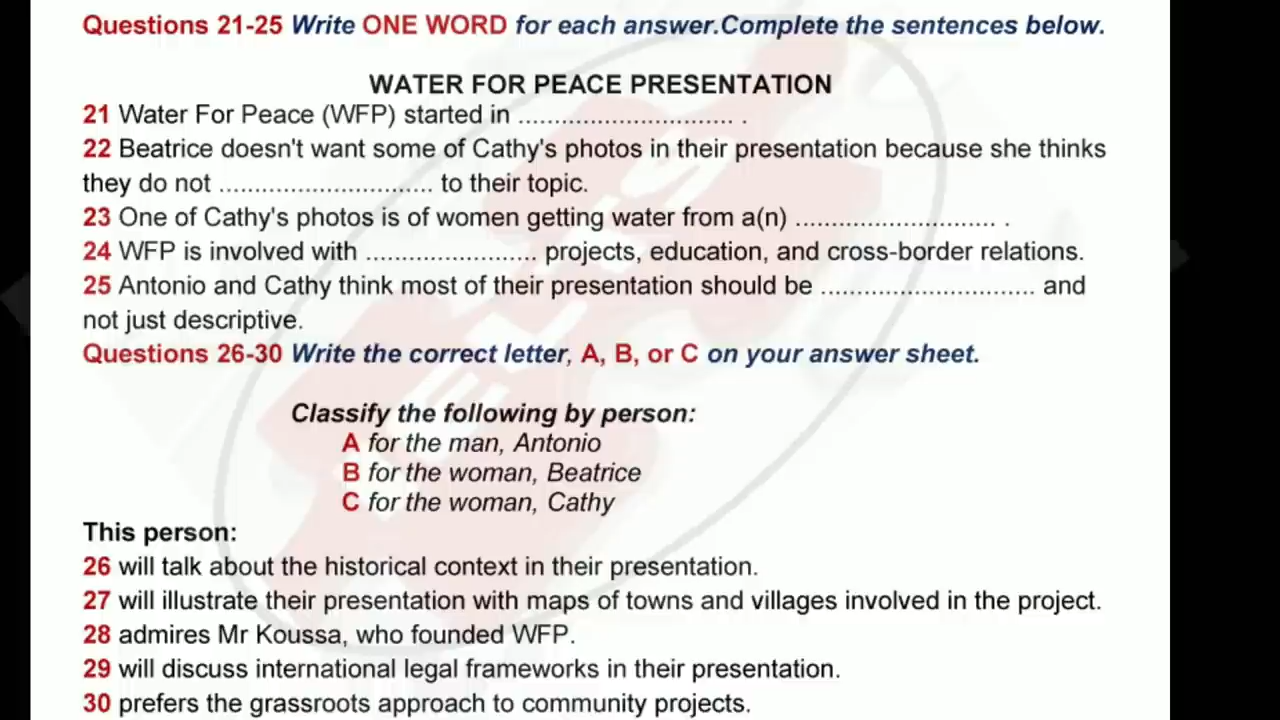 Questions 21-25 Write ONE WORD for each answer.Complete the sentences below.
WATER FOR PEACE PRESENTATION
21 Water For Peace (WFP) started in .............................. .
22 Beatrice doesn't want some of Cathy's photos in their presentation because she thinks
they do not .............................. to their topic.
23 One of Cathy's photos is of women getting water from a(n) ............................ .
24 WFP is involved with ........................ projects, education, and cross-border relations.
25 Antonio and Cathy think most of their presentation should be .............................. and
not just descriptive.
Questions 26-30 Write the correct letter, A, B, or C on your answer sheet.
Classify the following by person:
A for the man, Antonio
B for the woman, Beatrice
C for the woman, Cathy
This person:
26 will talk about the historical context in their presentation.
27 will illustrate their presentation with maps of towns and villages involved in the project.
28 admires Mr Koussa, who founded WFP.
29 will discuss international legal frameworks in their presentation.
30 prefers the grassroots approach to community projects.